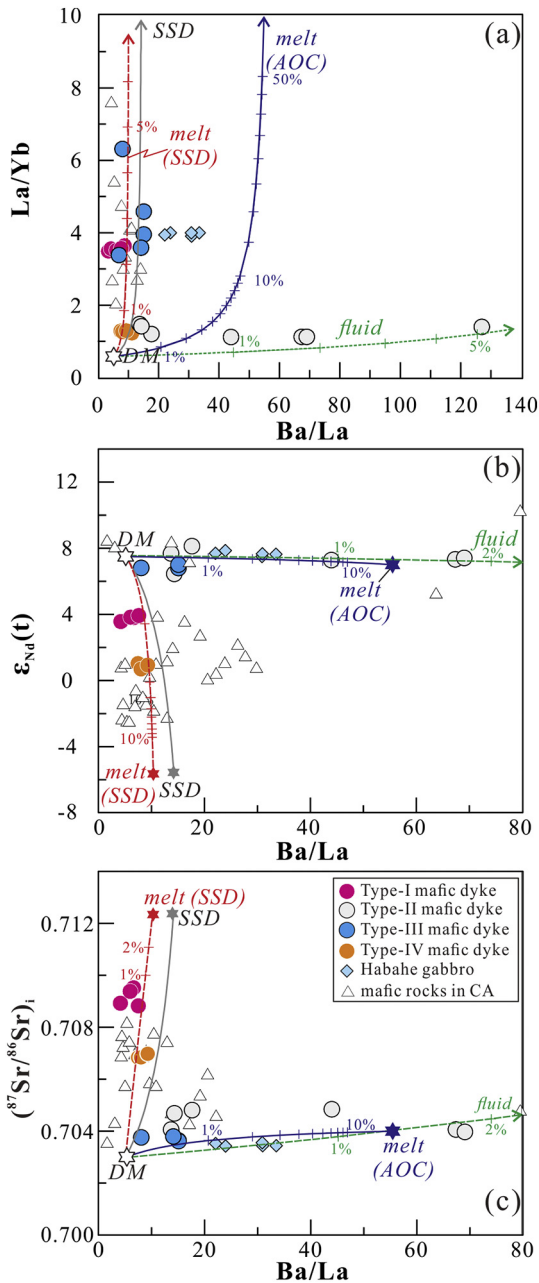 (a)
10
8
6
4
2
0
La/Yb
SSD
melt
(AOC)
50%
5%
melt
(SSD)
10%
1%
fluid
1%
5%
DM
1%
0 20 40 60 80 100 120 140
Ba/La
(b)
12
8
4
0
-4
-8
εNd(t)
DM
fluid
1%
2%
1%
10%
melt
(AOC)
10%
melt
(SSD)
SSD
0 20 40 60 80
Ba/La
(c)
0.712
0.708
0.704
0.700
(87Sr/86Sr)i
melt (SSD)
SSD
2%
1%
Type-I mafic dyke
Type-II mafic dyke
Type-III mafic dyke
Type-IV mafic dyke
Habahe gabbro
mafic rocks in CA
fluid
1%
10%
2%
1%
DM
melt
(AOC)
0 20 40 60 80
Ba/La